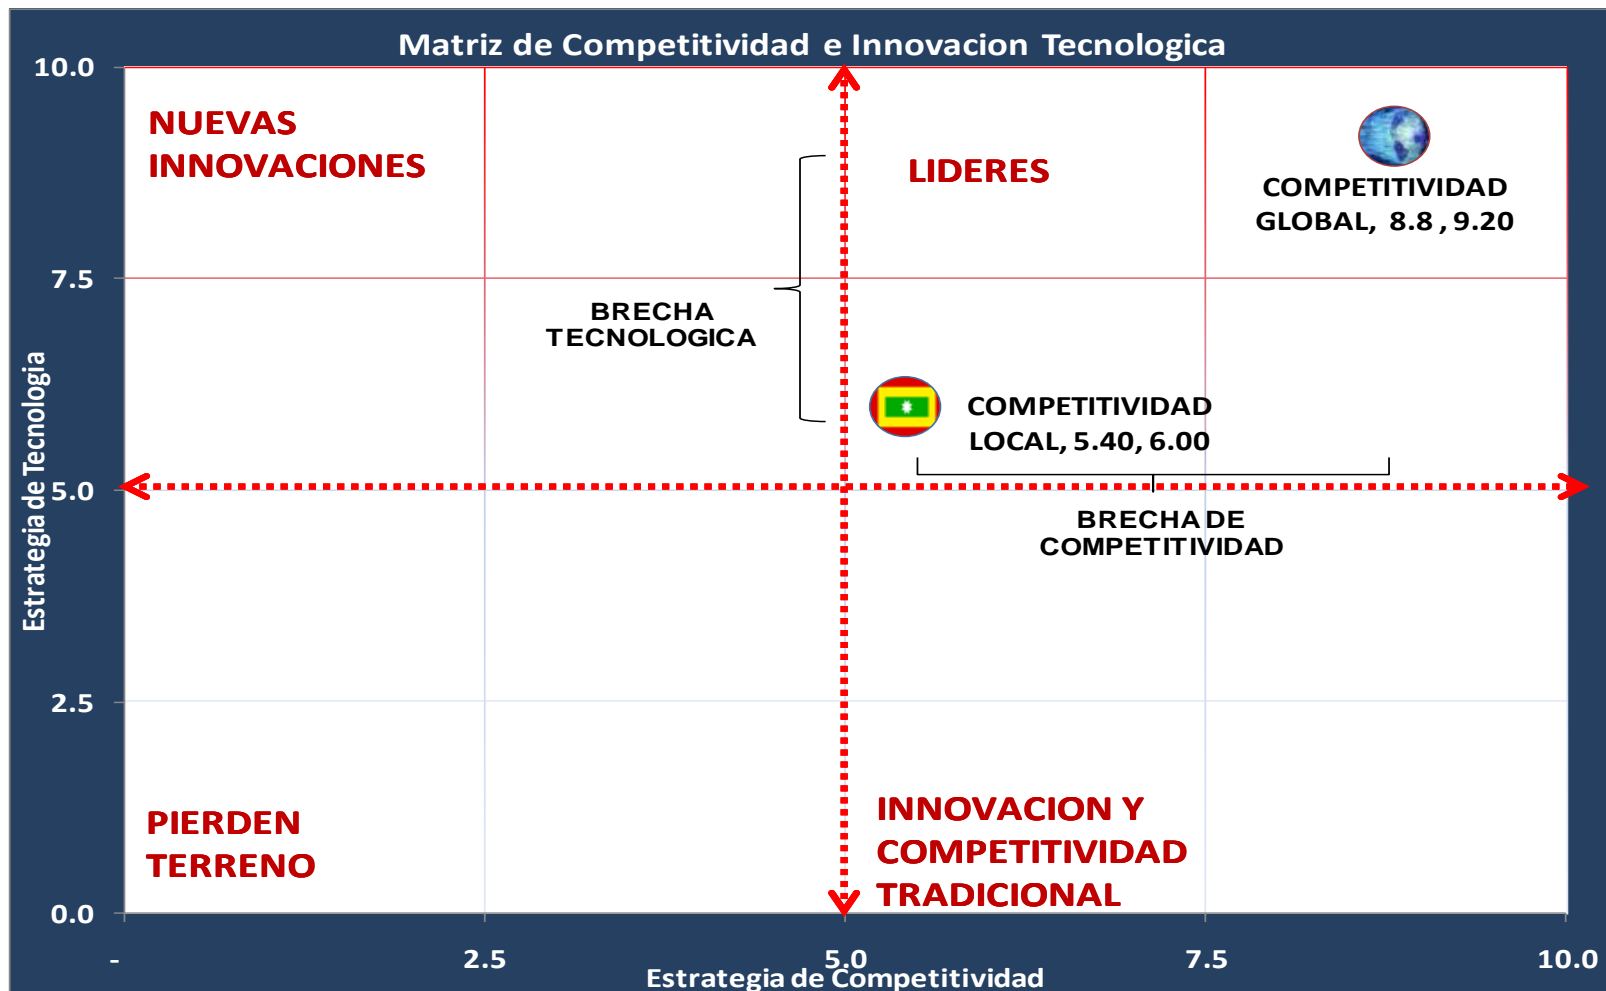 Matriz de Competitividad e Innovacion Tecnologica
10.0
NUEVAS
INNOVACIONES
LIDERES
COMPETITIVIDAD
GLOBAL, 8.8 , 9.20
7.5
BRECHA
TECNOLOGICA
COMPETITIVIDAD
LOCAL, 5.40, 6.00
Estrategia de Tecnologia
5.0
BRECHA DE
COMPETITIVIDAD
2.5
PIERDEN
TERRENO
INNOVACION Y
COMPETITIVIDAD
TRADICIONAL
0.0
-
2.5
5.0
7.5
10.0
Estrategia de Competitividad